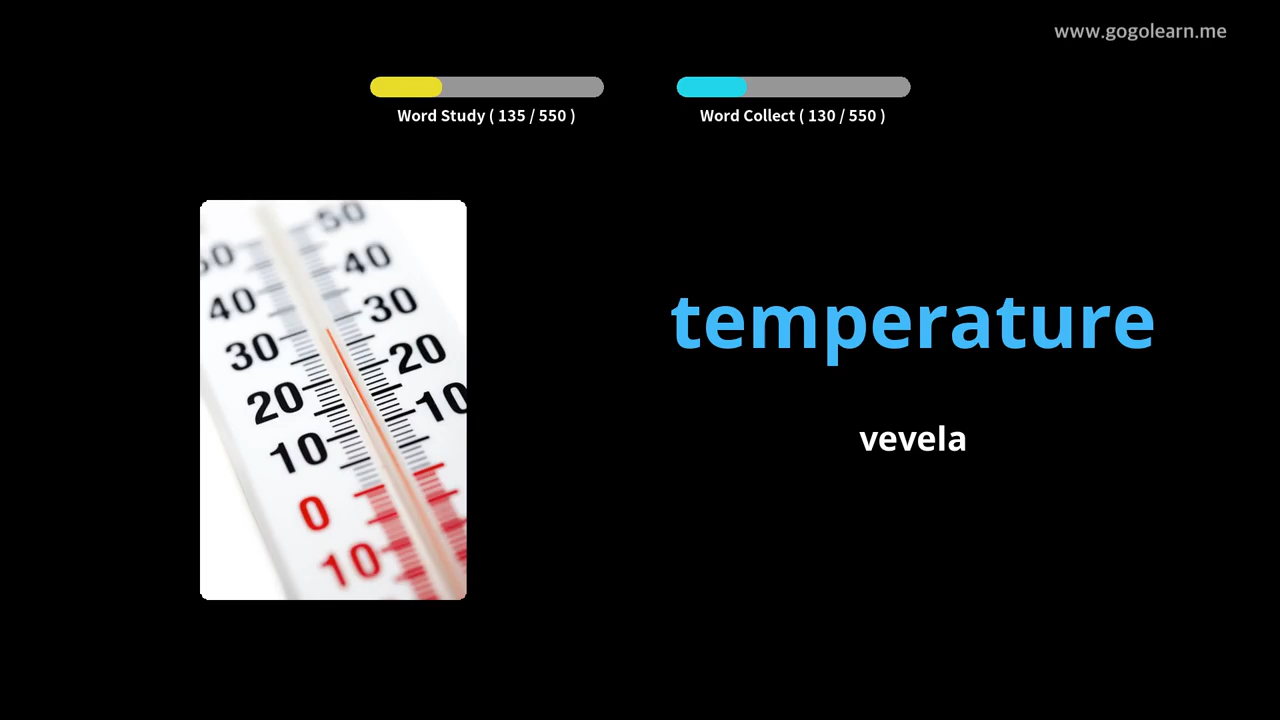 www.gogolearn.me
Word Study ( 135 / 550 )
Word Collect ( 130 / 550 )
temperature
vevela
50
50
40
40
30
30
20
20
10
10
0
10